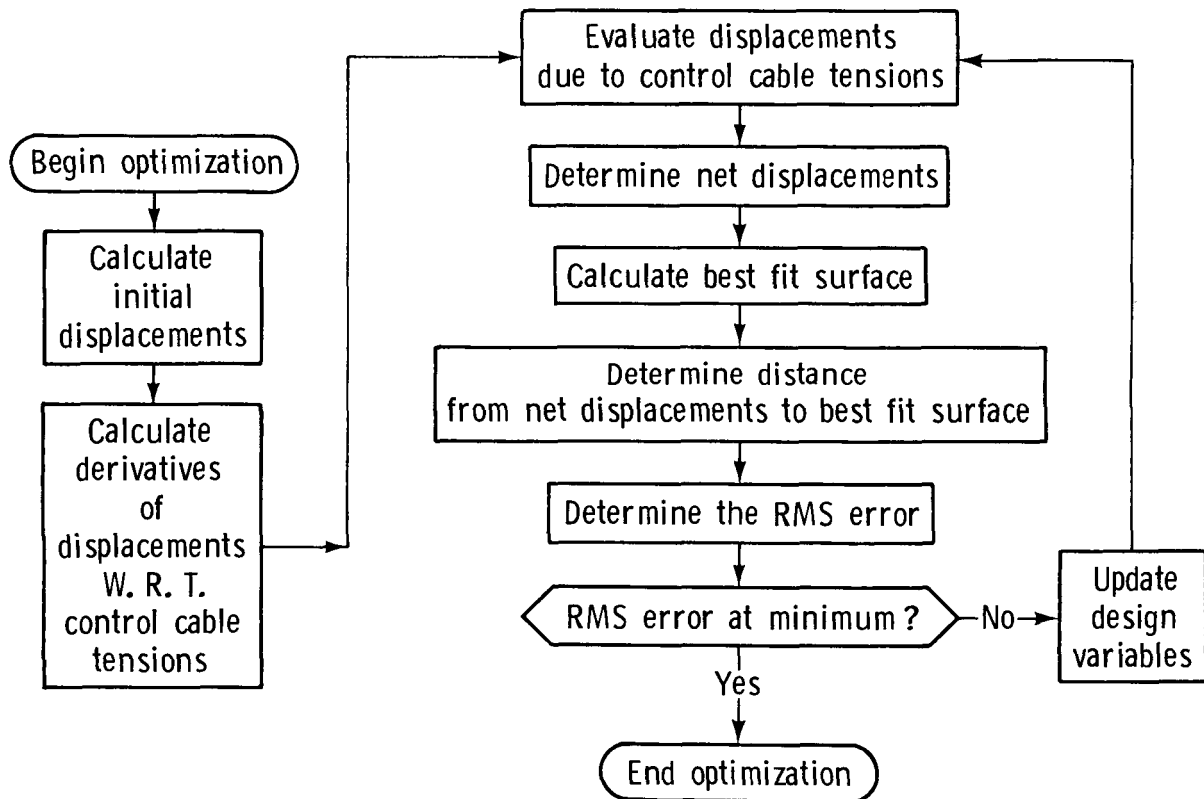 Begin optimization
Calculate
initial
displacements
Calculate
derivatives
of
displacements
W. R. T.
control cable
tensions
Evaluate displacements
due to control cable tensions
Determine net displacements
Calculate best fit surface
Determine distance
from net displacements to best fit surface
Determine the RMS error
RMS error at minimum?
No
Update
design
variables
Yes
End optimization